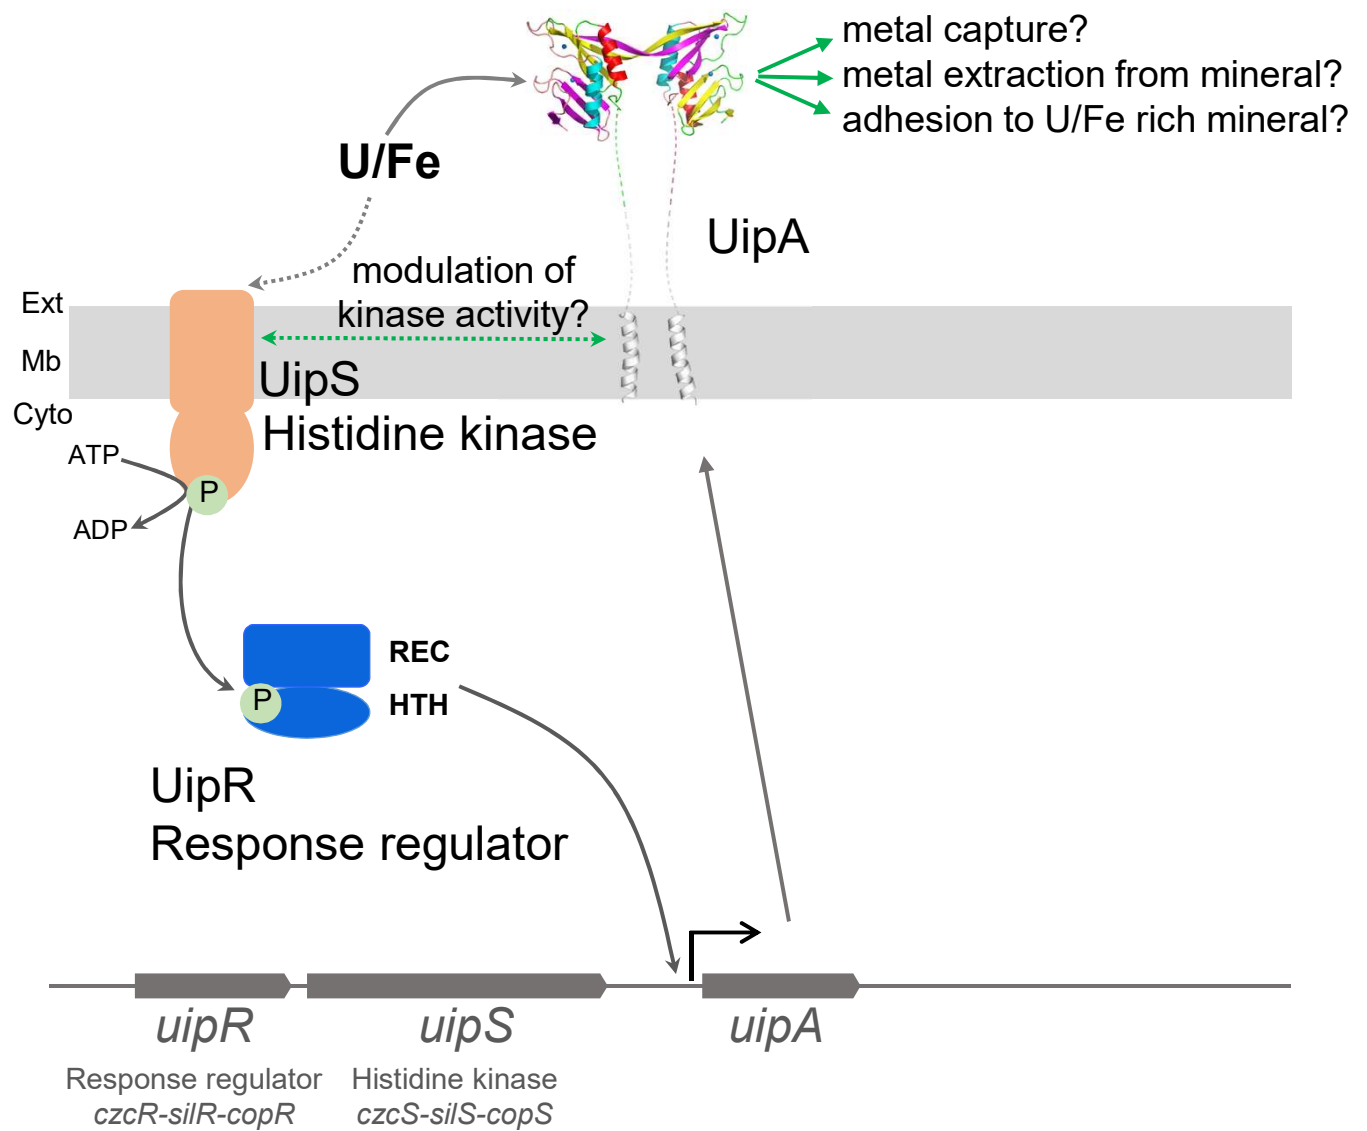 metal capture?
metal extraction from mineral?
adhesion to U/Fe rich mineral?
U/Fe
UipA
modulation of
kinase activity?
Ext
Mb
Cyto
UipS
Histidine kinase
ATP
P
ADP
REC
P
HTH
UipR
Response regulator
uipR
uipS
uipA
Response regulator
czcR-silR-copR
Histidine kinase
czcS-silS-copS